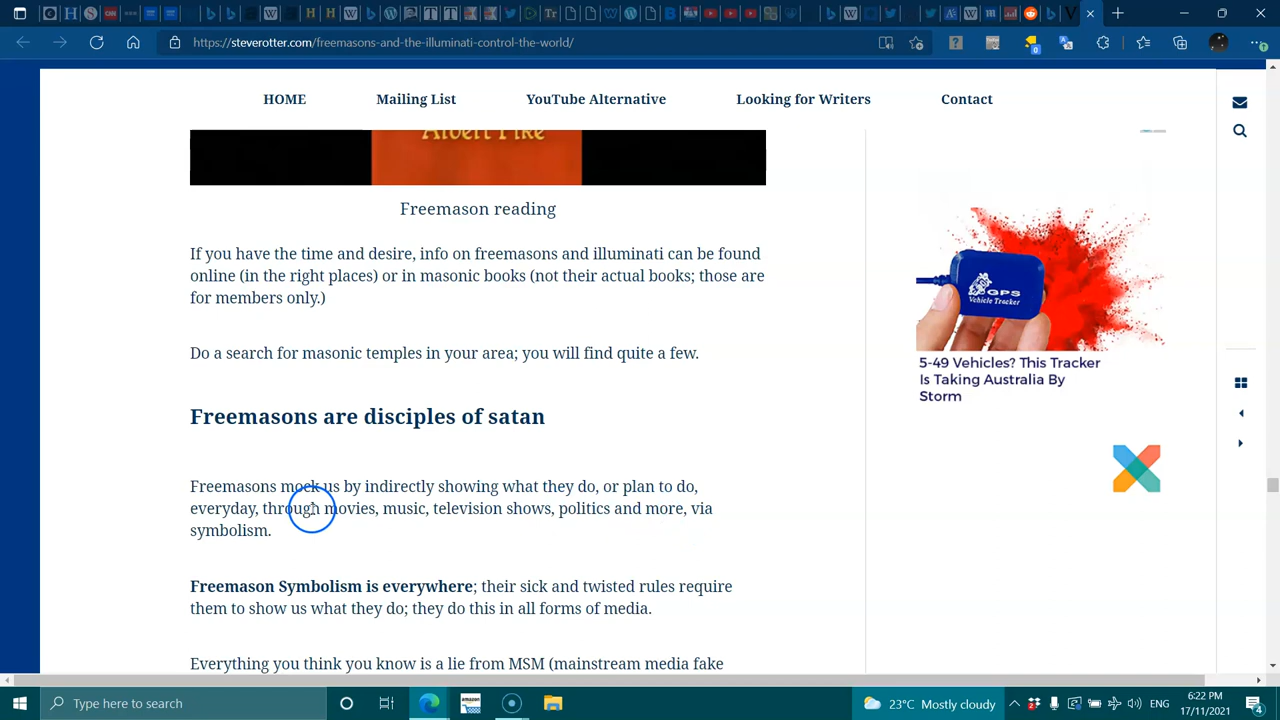 https://steverotter.com/freemasons-and-the-illuminati-control-the-world/
HOME
Mailing List
YouTube Alternative
Looking for Writers
Contact
Albert Pike
Freemason reading
If you have the time and desire, info on freemasons and illuminati can be found
online (in the right places) or in masonic books (not their actual books; those are
for members only.)
Do a search for masonic temples in your area; you will find quite a few.
Freemasons are disciples of satan
Freemasons mock us by indirectly showing what they do, or plan to do,
everyday, through movies, music, television shows, politics and more, via
symbolism.
Freemason Symbolism is everywhere; their sick and twisted rules require
them to show us what they do; they do this in all forms of media.
Everything you think you know is a lie from MSM (mainstream media fake
GPS
Vehicle Tracker
5-49 Vehicles? This Tracker
Is Taking Australia By
Storm
Type here to search
23°C Mostly cloudy
ENG
6:22 PM
17/11/2021